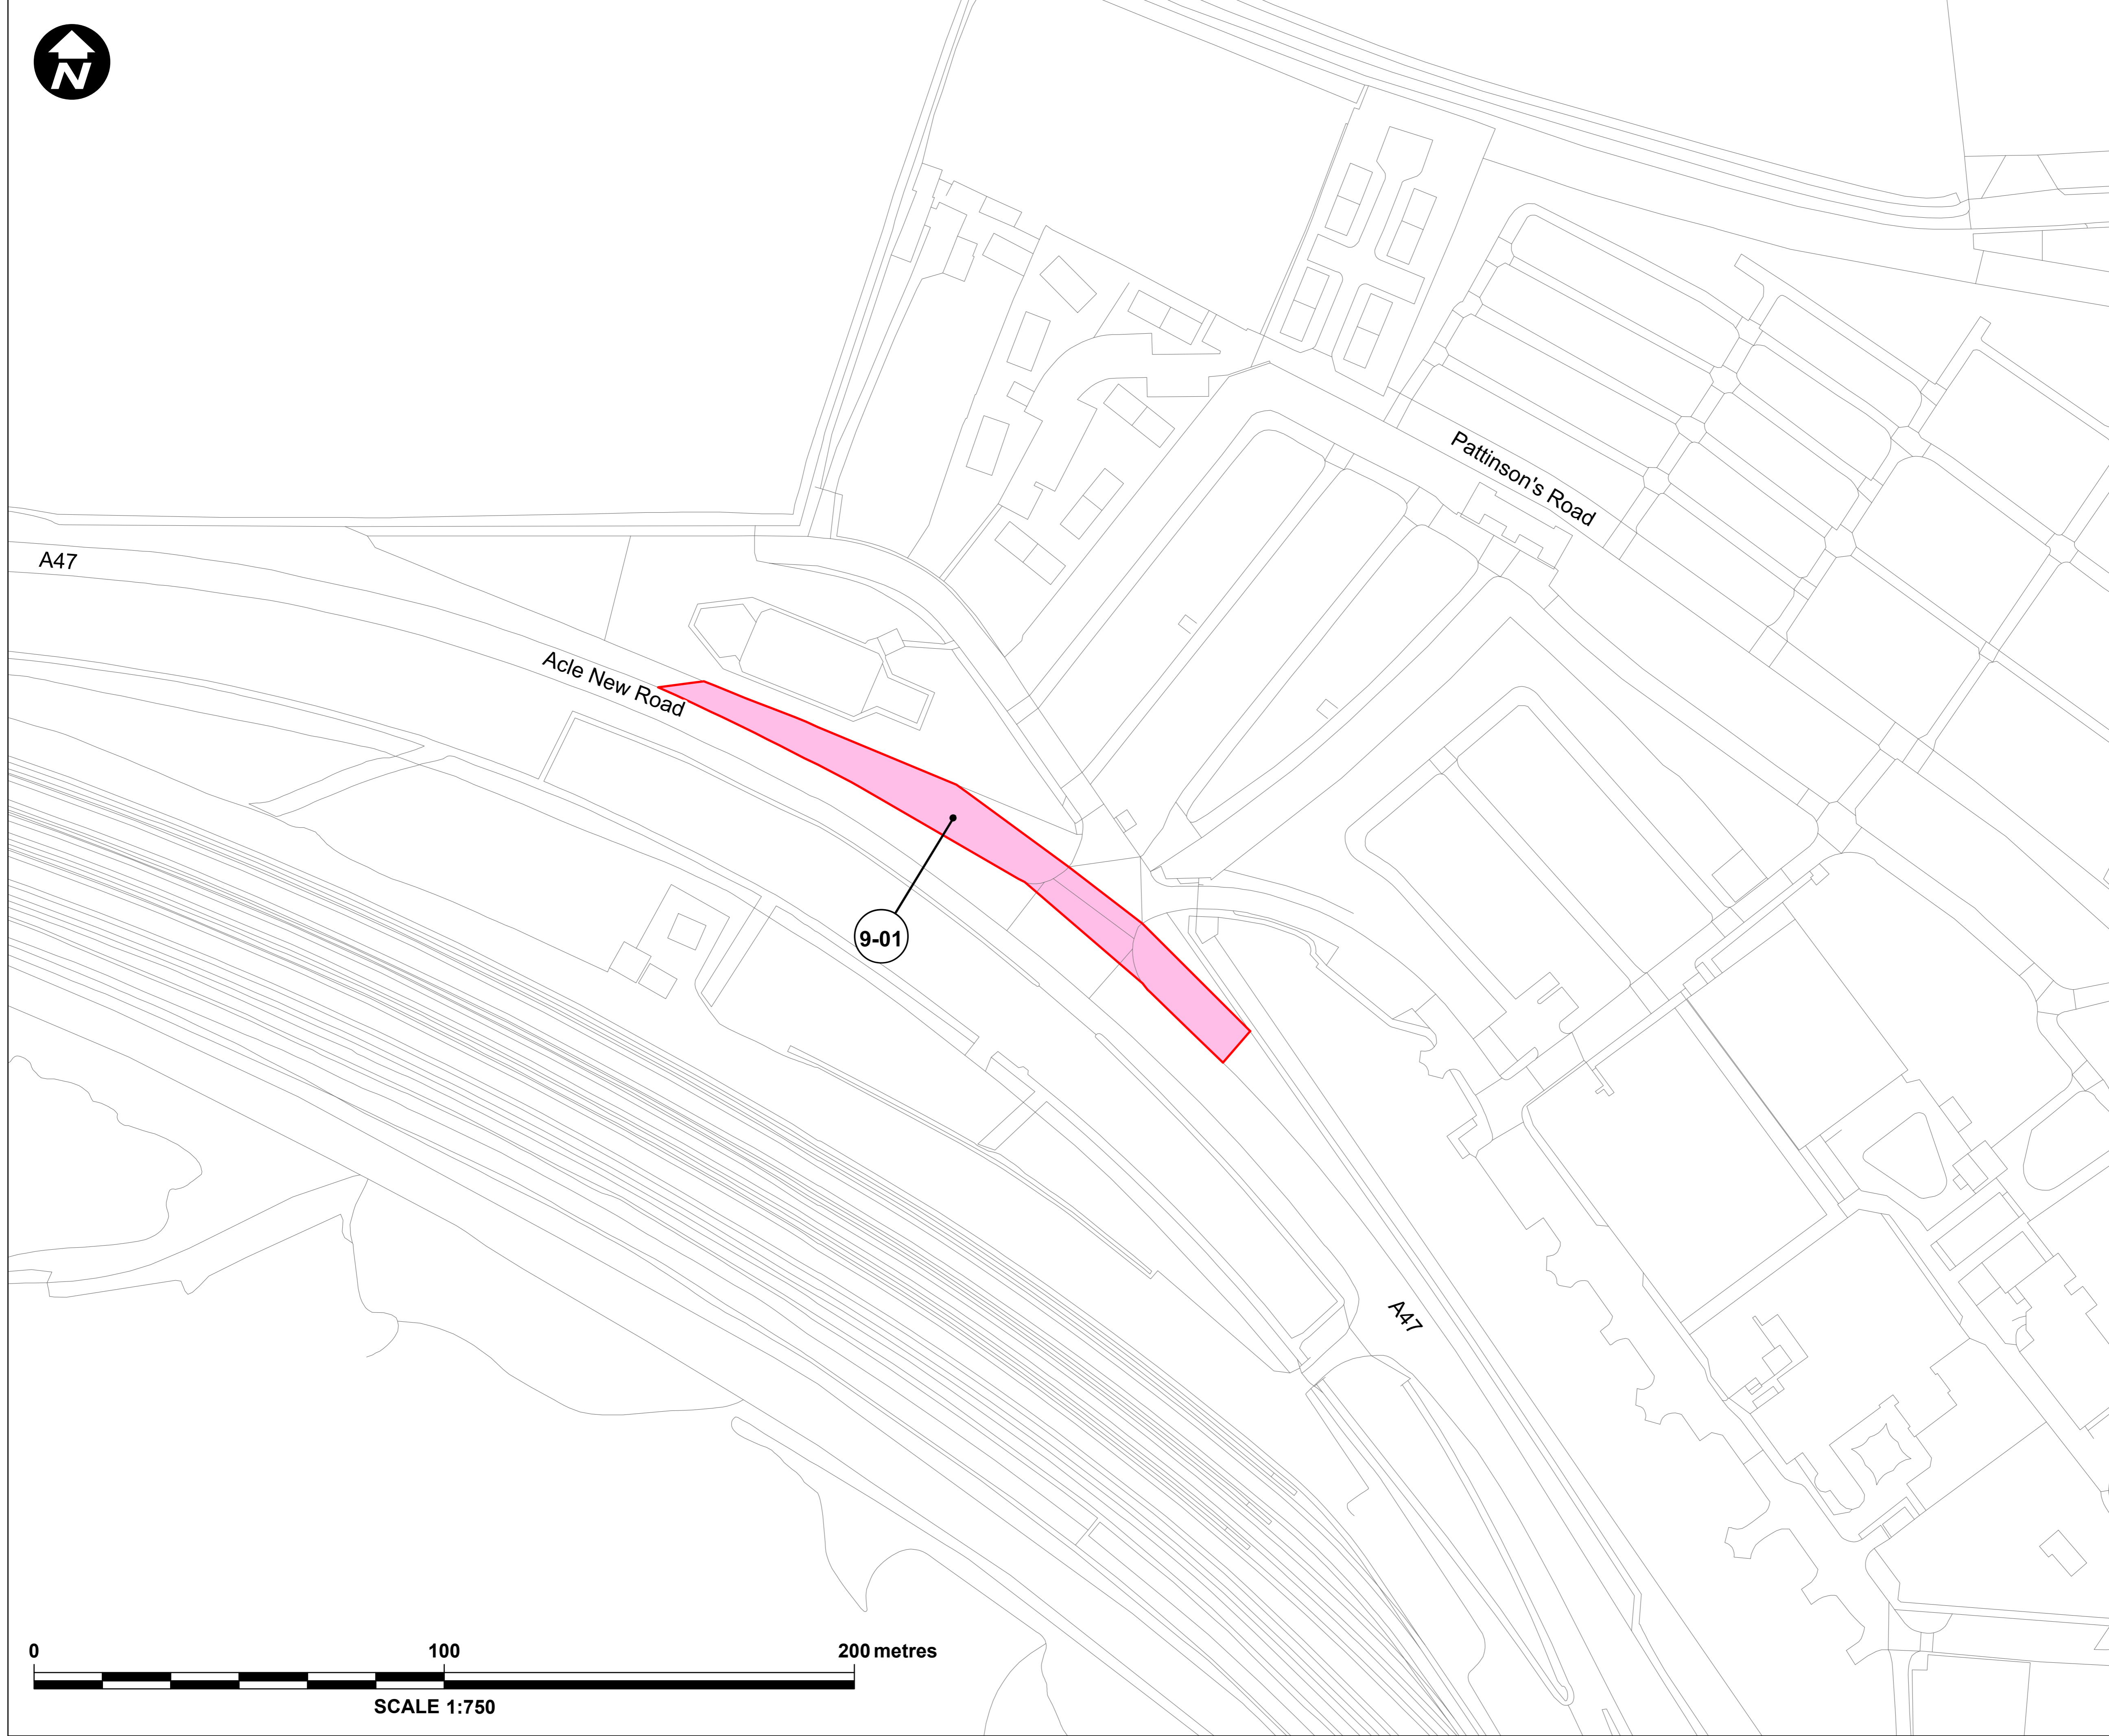 N
Pattinson's Road
A47
Acle New Road
9-01
A47
0 100 200 metres
SCALE 1:750